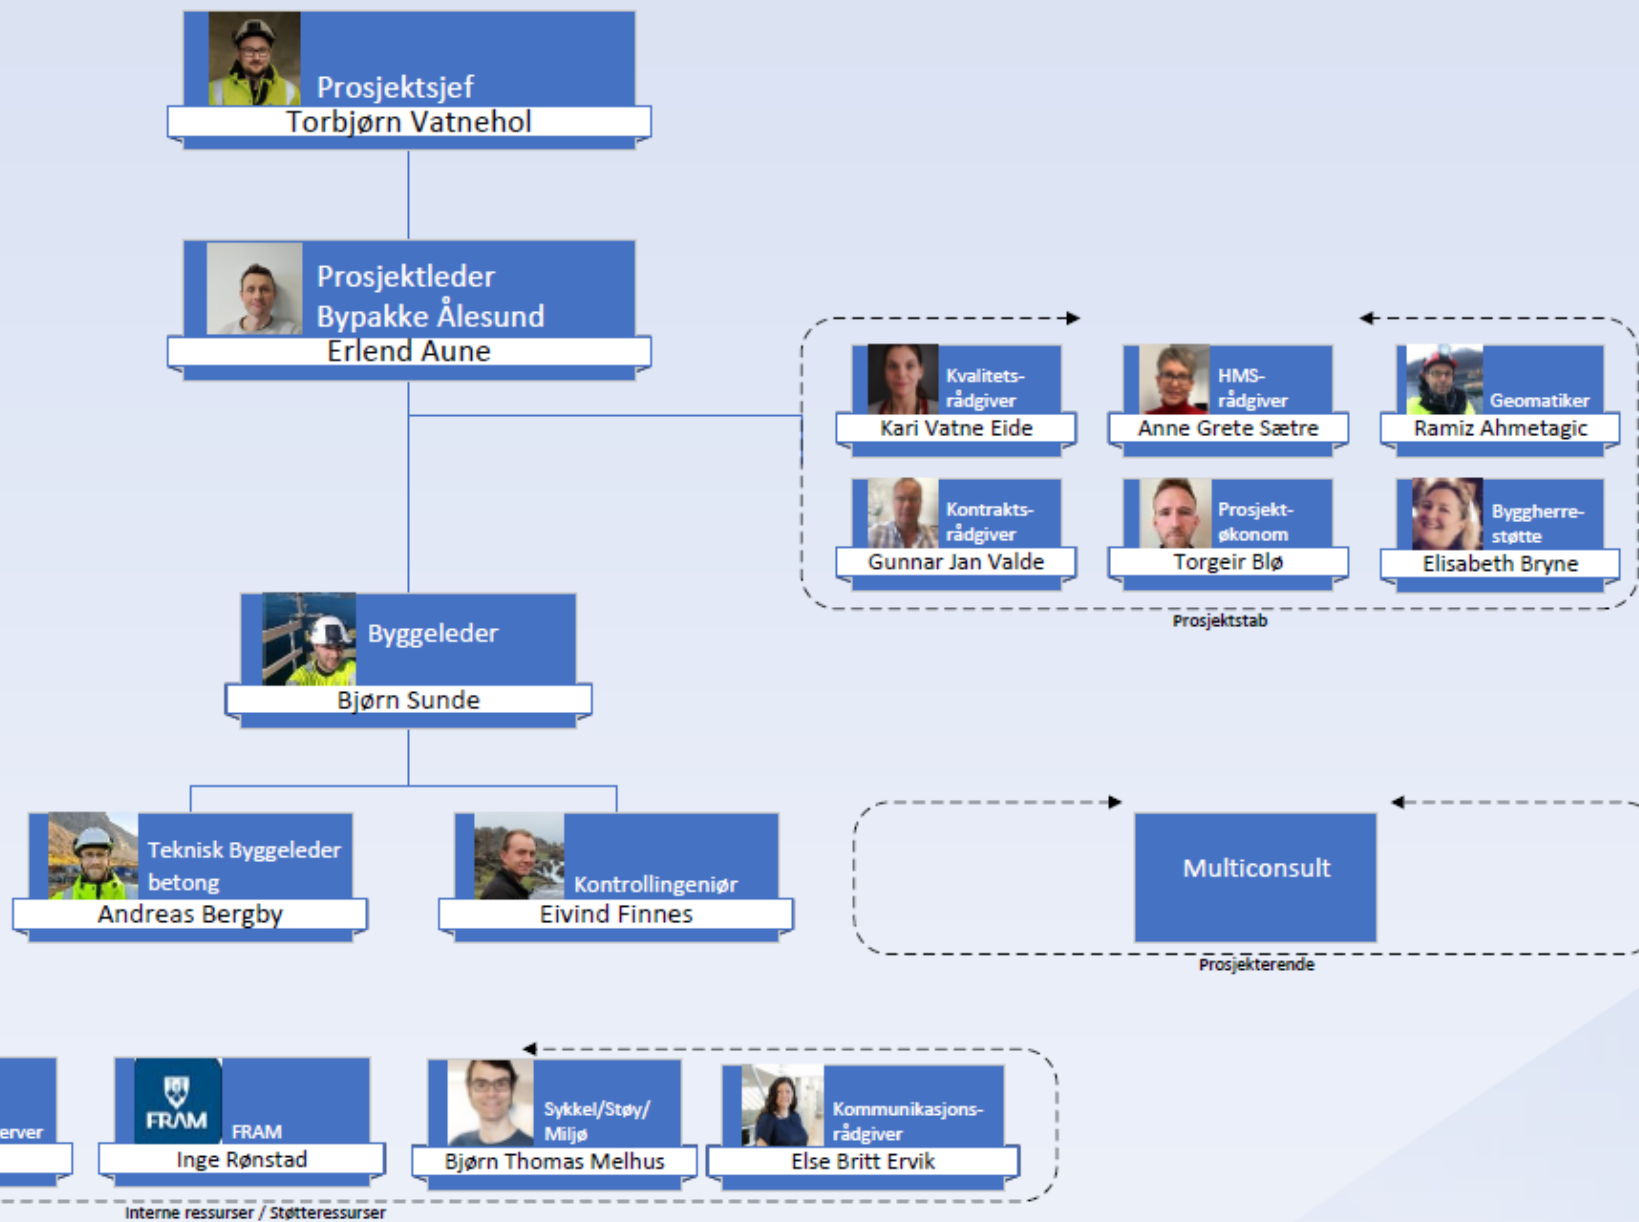 Prosjektsjef
Torbjørn Vatnehol
Prosjektleder
Bypakke Ålesund
Erlend Aune
Kvalitets-
rådgiver
Kari Vatne Eide
HMS-
rådgiver
Anne Grete Sætre
Geomatiker
Ramiz Ahmetagic
Kontrakts-
rådgiver
Gunnar Jan Valde
Prosjekt-
økonom
Torgeir Blø
Byggherre-
støtte
Elisabeth Bryne
Prosjektstab
Byggeleder
Bjørn Sunde
Teknisk Byggeleder
betong
Andreas Bergby
Kontrollingeniør
Eivind Finnes
Multiconsult
Prosjekterende
erver
FRAM
FRAM
Inge Rønstad
Sykkel/Støy/
Miljø
Bjørn Thomas Melhus
Kommunikasjons-
rådgiver
Else Britt Ervik
Interne ressurser / Støtteressurser